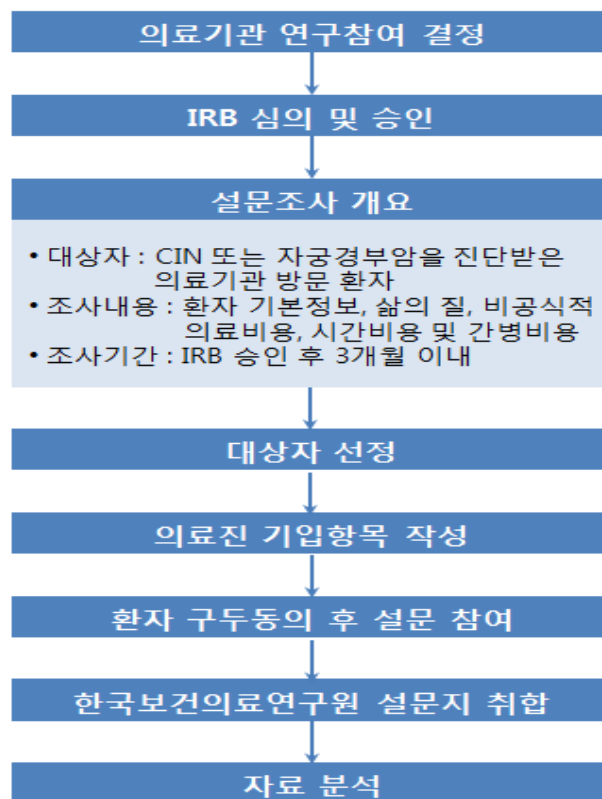 의료기관 연구참여 결정
IRB 심의 및 승인
설문조사 개요
• 대상자 : CIN 또는 자궁경부암을 진단받은
의료기관 방문 환자
• 조사내용 : 환자 기본정보, 삶의 질, 비공식적
의료비용, 시간비용 및 간병비용
• 조사기간 : IRB 승인 후 3개월 이내
대상자 선정
의료진 기입항목 작성
환자 구두동의 후 설문 참여
한국보건의료연구원 설문지 취합
자료 분석